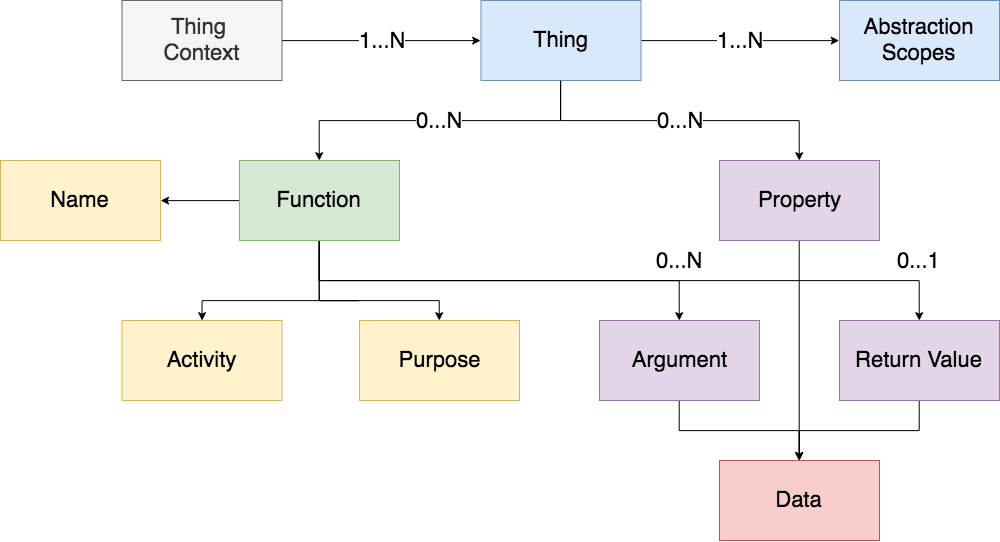 Thing
Context
1...N
Thing
1...N
Abstraction
Scopes
0...N
0...N
Name
Function
Property
0...N
0...1
Activity
Purpose
Argument
Return Value
Data